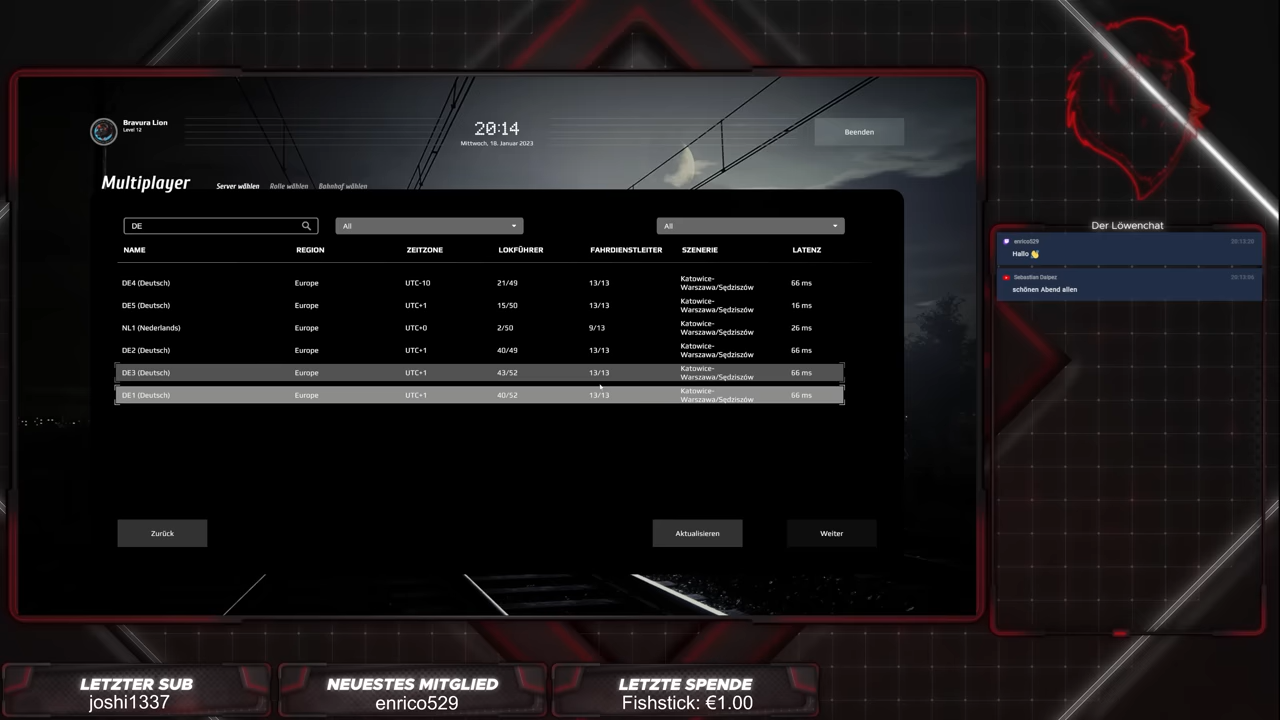 Bravura Lion
Level 12
20:14
Mittwoch, 18. Januar 2023
Beenden
Multiplayer
Server wählen
Rolle wählen
Bahnhof wählen
DE
All
All
NAME REGION ZEITZONE LOKFÜHRER FAHRDIENSTLEITER SZENERIE LATENZ
DE4 (Deutsch) Europe UTC-10 21/49 13/13 Katowice-Warszawa/Sędziszów 66 ms
DE5 (Deutsch) Europe UTC+1 15/50 13/13 Katowice-Warszawa/Sędziszów 16 ms
NL1 (Nederlands) Europe UTC+0 2/50 9/13 Katowice-Warszawa/Sędziszów 26 ms
DE2 (Deutsch) Europe UTC+1 40/49 13/13 Katowice-Warszawa/Sędziszów 66 ms
DE3 (Deutsch) Europe UTC+1 43/52 13/13 Katowice-Warszawa/Sędziszów 66 ms
DE1 (Deutsch) Europe UTC+1 40/52 13/13 Katowice-Warszawa/Sędziszów 66 ms
Zurück
Aktualisieren
Weiter
Der Löwenchat
enrico529 20:13:20
Hallo 👋
Sebastian Dalpez
schönen Abend allen
LETZTER SUB
joshi1337
NEUESTES MITGLIED
enrico529
LETZTE SPENDE
Fishstick: €1.00